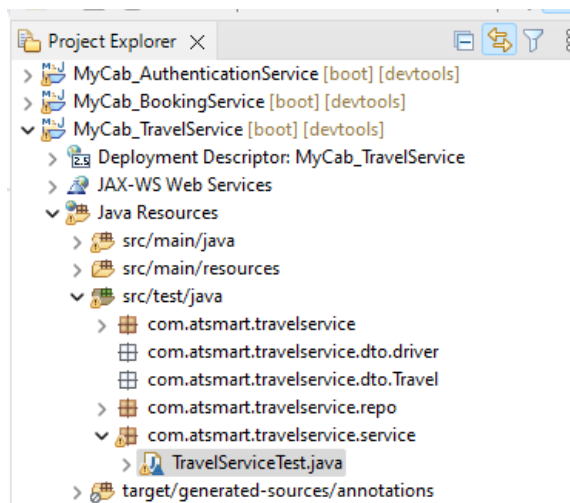 Project Explorer
MyCab_AuthenticationService [boot] [devtools]
MyCab_BookingService [boot] [devtools]
MyCab_TravelService [boot] [devtools]
Deployment Descriptor: MyCab_TravelService
JAX-WS Web Services
Java Resources
src/main/java
src/main/resources
src/test/java
com.atsmart.travelservice
com.atsmart.travelservice.dto.driver
com.atsmart.travelservice.dto.Travel
com.atsmart.travelservice.repo
com.atsmart.travelservice.service
TravelServiceTest.java
target/generated-sources/annotations